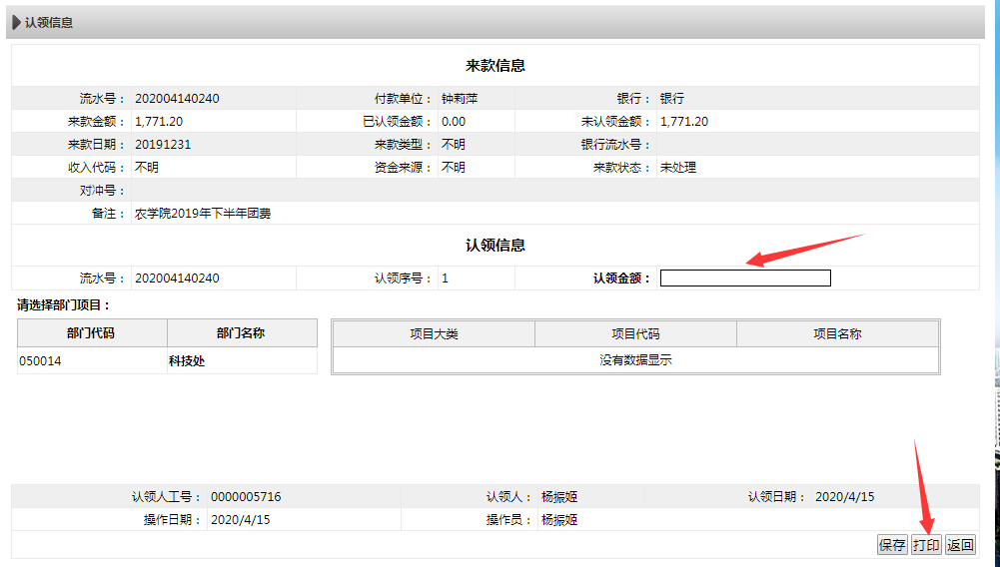 认领信息
来款信息
流水号： 202004140240 付款单位： 钟莉萍 银行： 银行
来款金额： 1,771.20 已认领金额： 0.00 未认领金额： 1,771.20
来款日期： 20191231 来款类型： 不明 银行流水号：
收入代码： 不明 资金来源： 不明 来款状态： 未处理
对冲号：
备注： 农学院2019年下半年团费
认领信息
流水号： 202004140240 认领序号： 1 认领金额：
请选择部门项目：
部门代码 部门名称 项目大类 项目代码 项目名称
050014 科技处 没有数据显示
认领人工号： 0000005716 认领人： 杨振姬 认领日期： 2020/4/15
操作日期： 2020/4/15 操作员： 杨振姬
保存 打印 返回